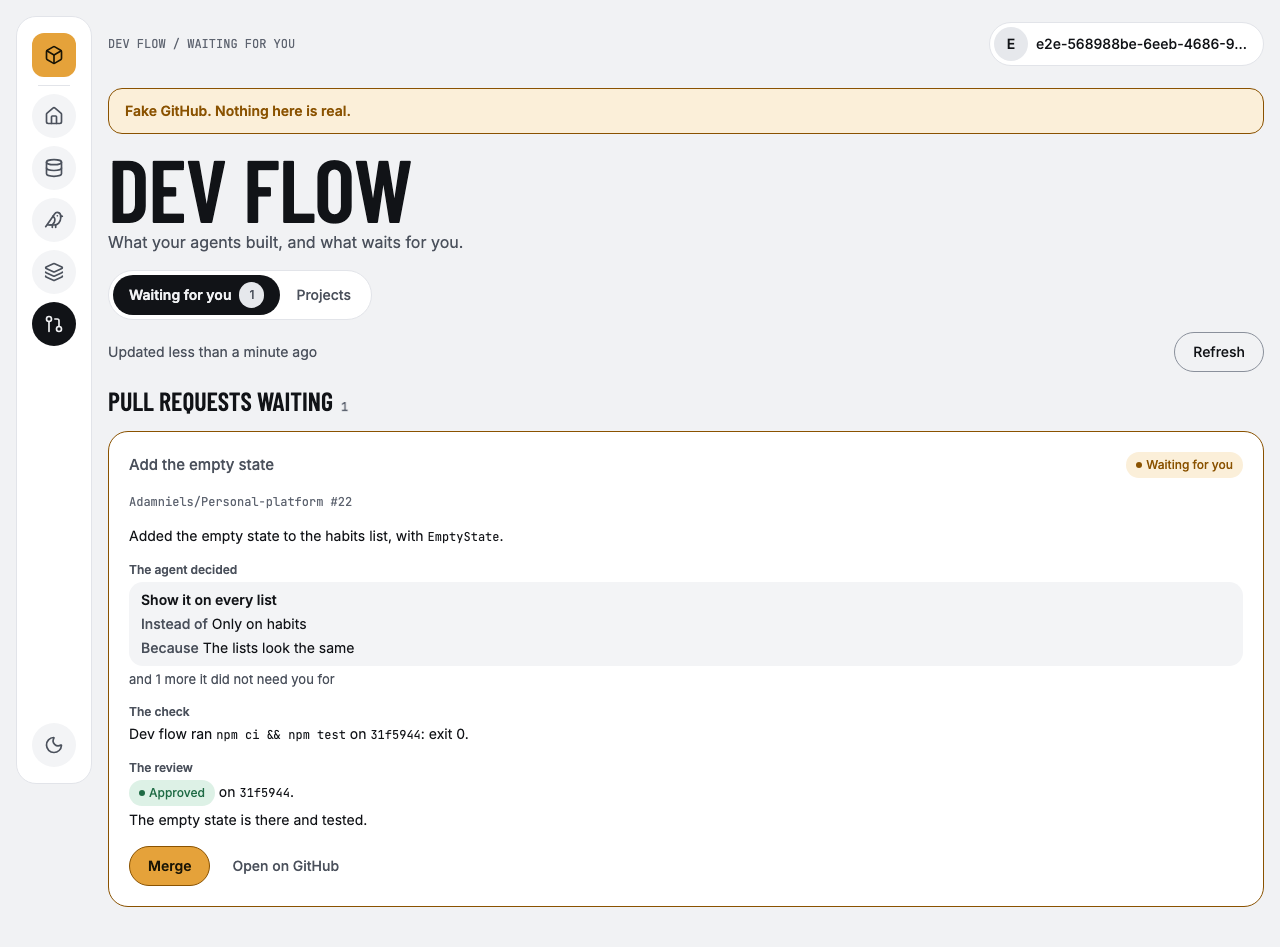 DEV FLOW / WAITING FOR YOU
E e2e-568988be-6eeb-4686-9...
Fake GitHub. Nothing here is real.
DEV FLOW
What your agents built, and what waits for you.
Waiting for you 1 Projects
Updated less than a minute ago
Refresh
PULL REQUESTS WAITING 1
Add the empty state
Waiting for you
Adamniels/Personal-platform #22
Added the empty state to the habits list, with EmptyState.
The agent decided
Show it on every list
Instead of Only on habits
Because The lists look the same
and 1 more it did not need you for
The check
Dev flow ran npm ci && npm test on 31f5944: exit 0.
The review
Approved on 31f5944.
The empty state is there and tested.
Merge Open on GitHub